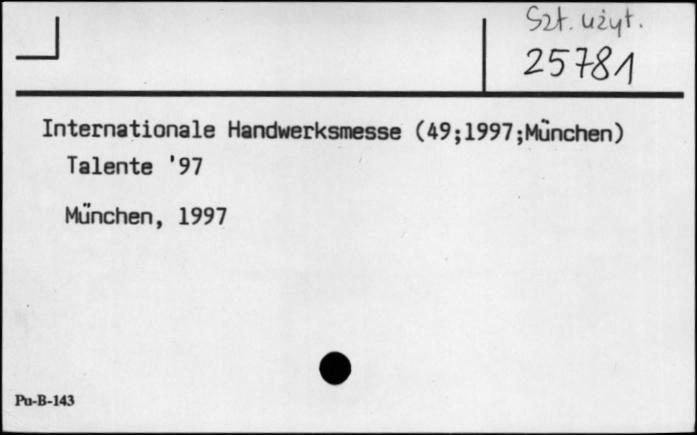 Szt. użyt.
25781
Internationale Handwerksmesse (49;1997;München)
Talente '97
München, 1997
Pu-B-143